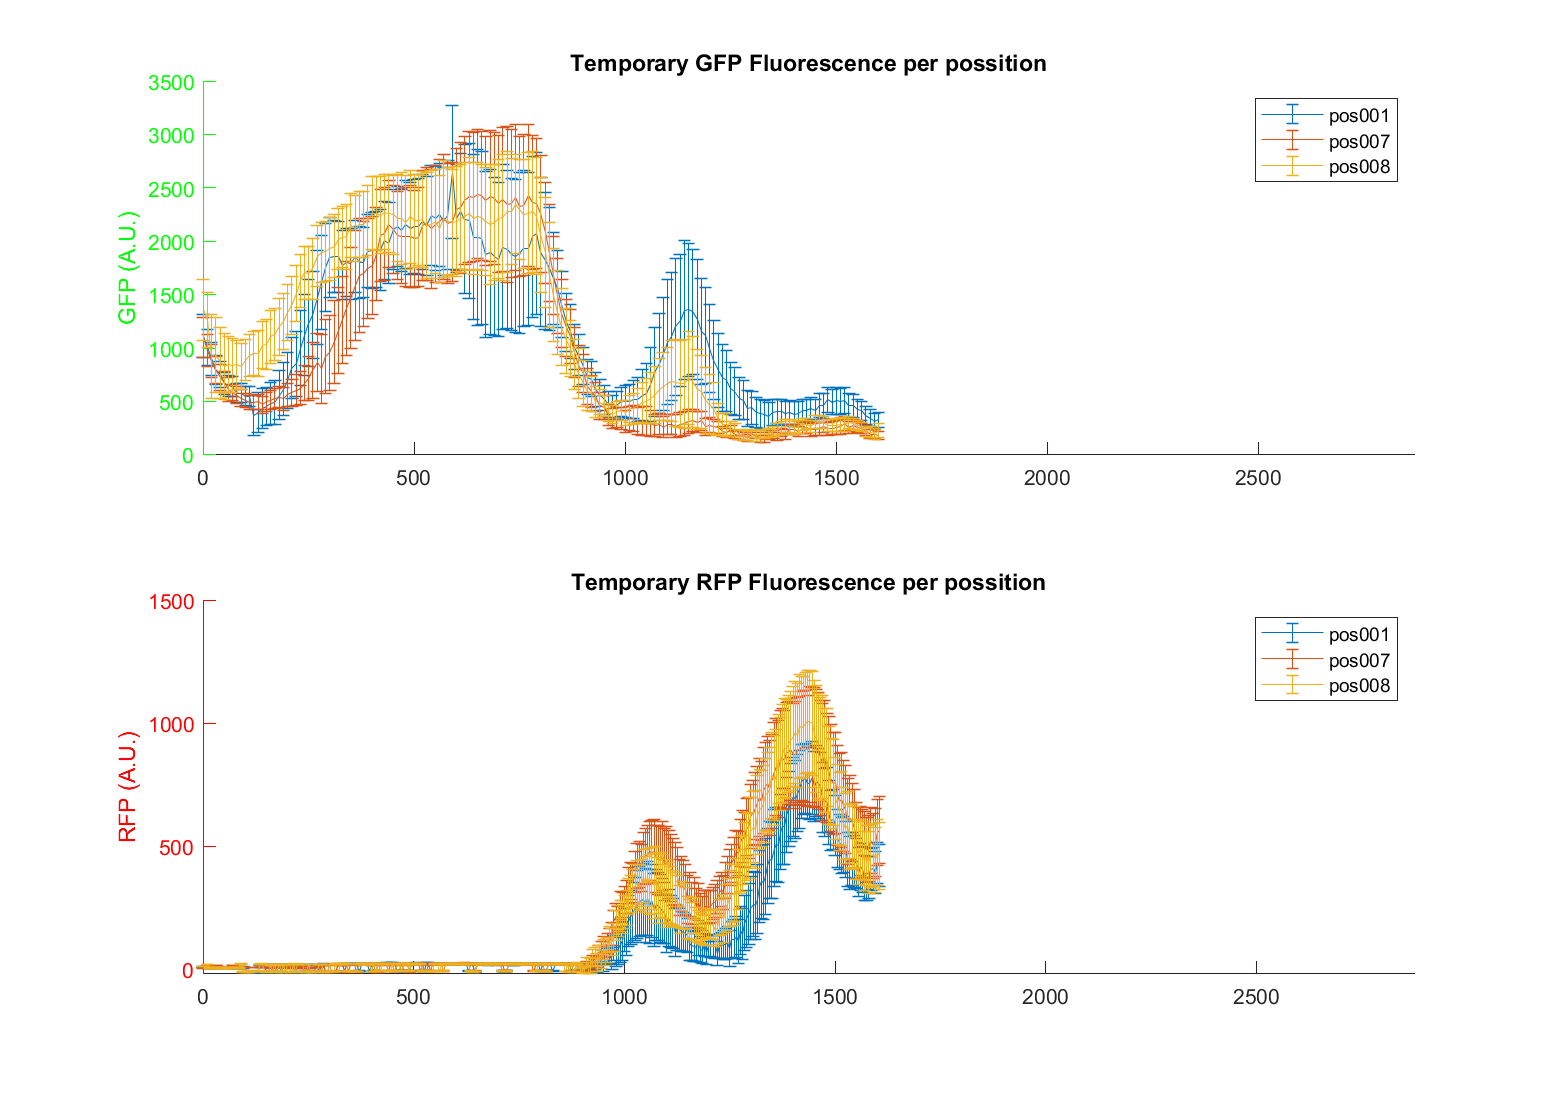 Temporary GFP Fluorescence per possition
3500
3000
2500
2000
1500
1000
500
0
GFP (A.U.)
pos001
pos007
pos008
0 500 1000 1500 2000 2500
Temporary RFP Fluorescence per possition
1500
1000
500
0
RFP (A.U.)
pos001
pos007
pos008
0 500 1000 1500 2000 2500